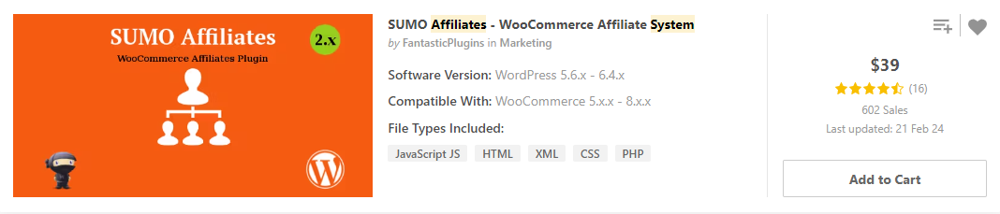 SUMO Affiliates
2.x
WooCommerce Affiliates Plugin
SUMO Affiliates - WooCommerce Affiliate System
by FantasticPlugins in Marketing
Software Version: WordPress 5.6.x - 6.4.x
Compatible With: WooCommerce 5.x.x - 8.x.x
File Types Included:
JavaScript JS HTML XML CSS PHP
$39
(16)
602 Sales
Last updated: 21 Feb 24
Add to Cart